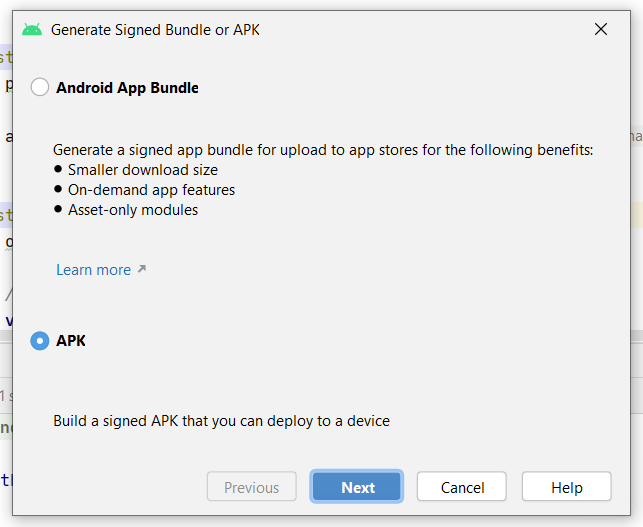 Generate Signed Bundle or APK
Android App Bundle
Generate a signed app bundle for upload to app stores for the following benefits:
● Smaller download size
● On-demand app features
● Asset-only modules
Learn more ↗
APK
Build a signed APK that you can deploy to a device
Previous Next Cancel Help